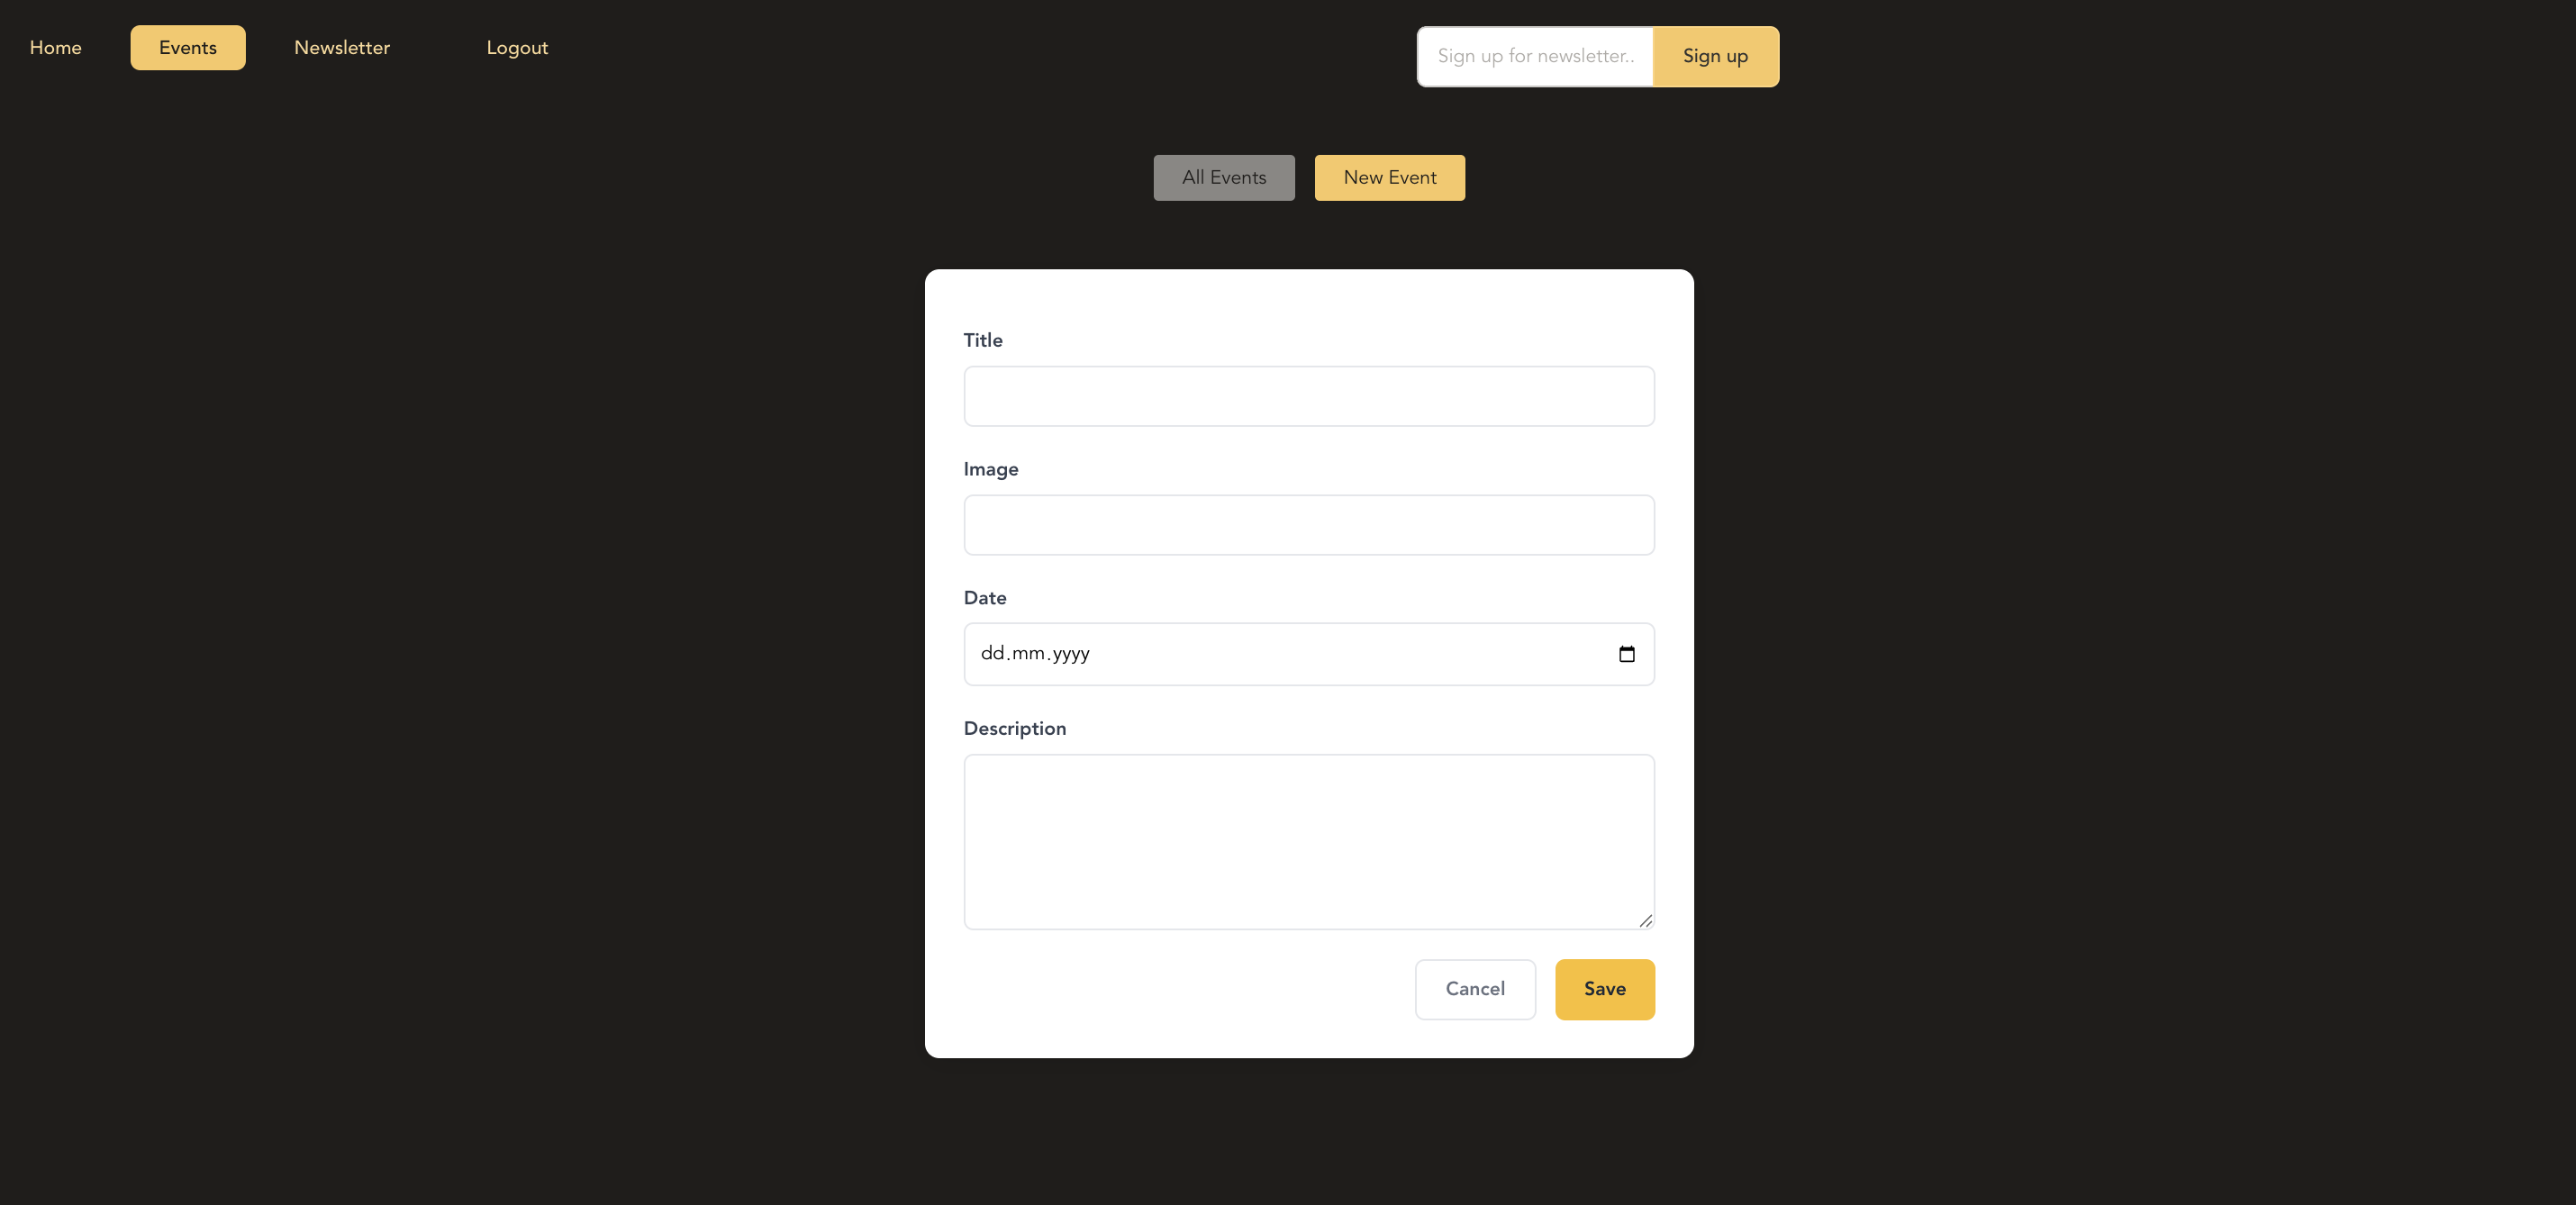 Home Events Newsletter Logout Sign up for newsletter.. Sign up
All Events New Event
Title
Image
Date
dd.mm.yyyy
Description
Cancel Save